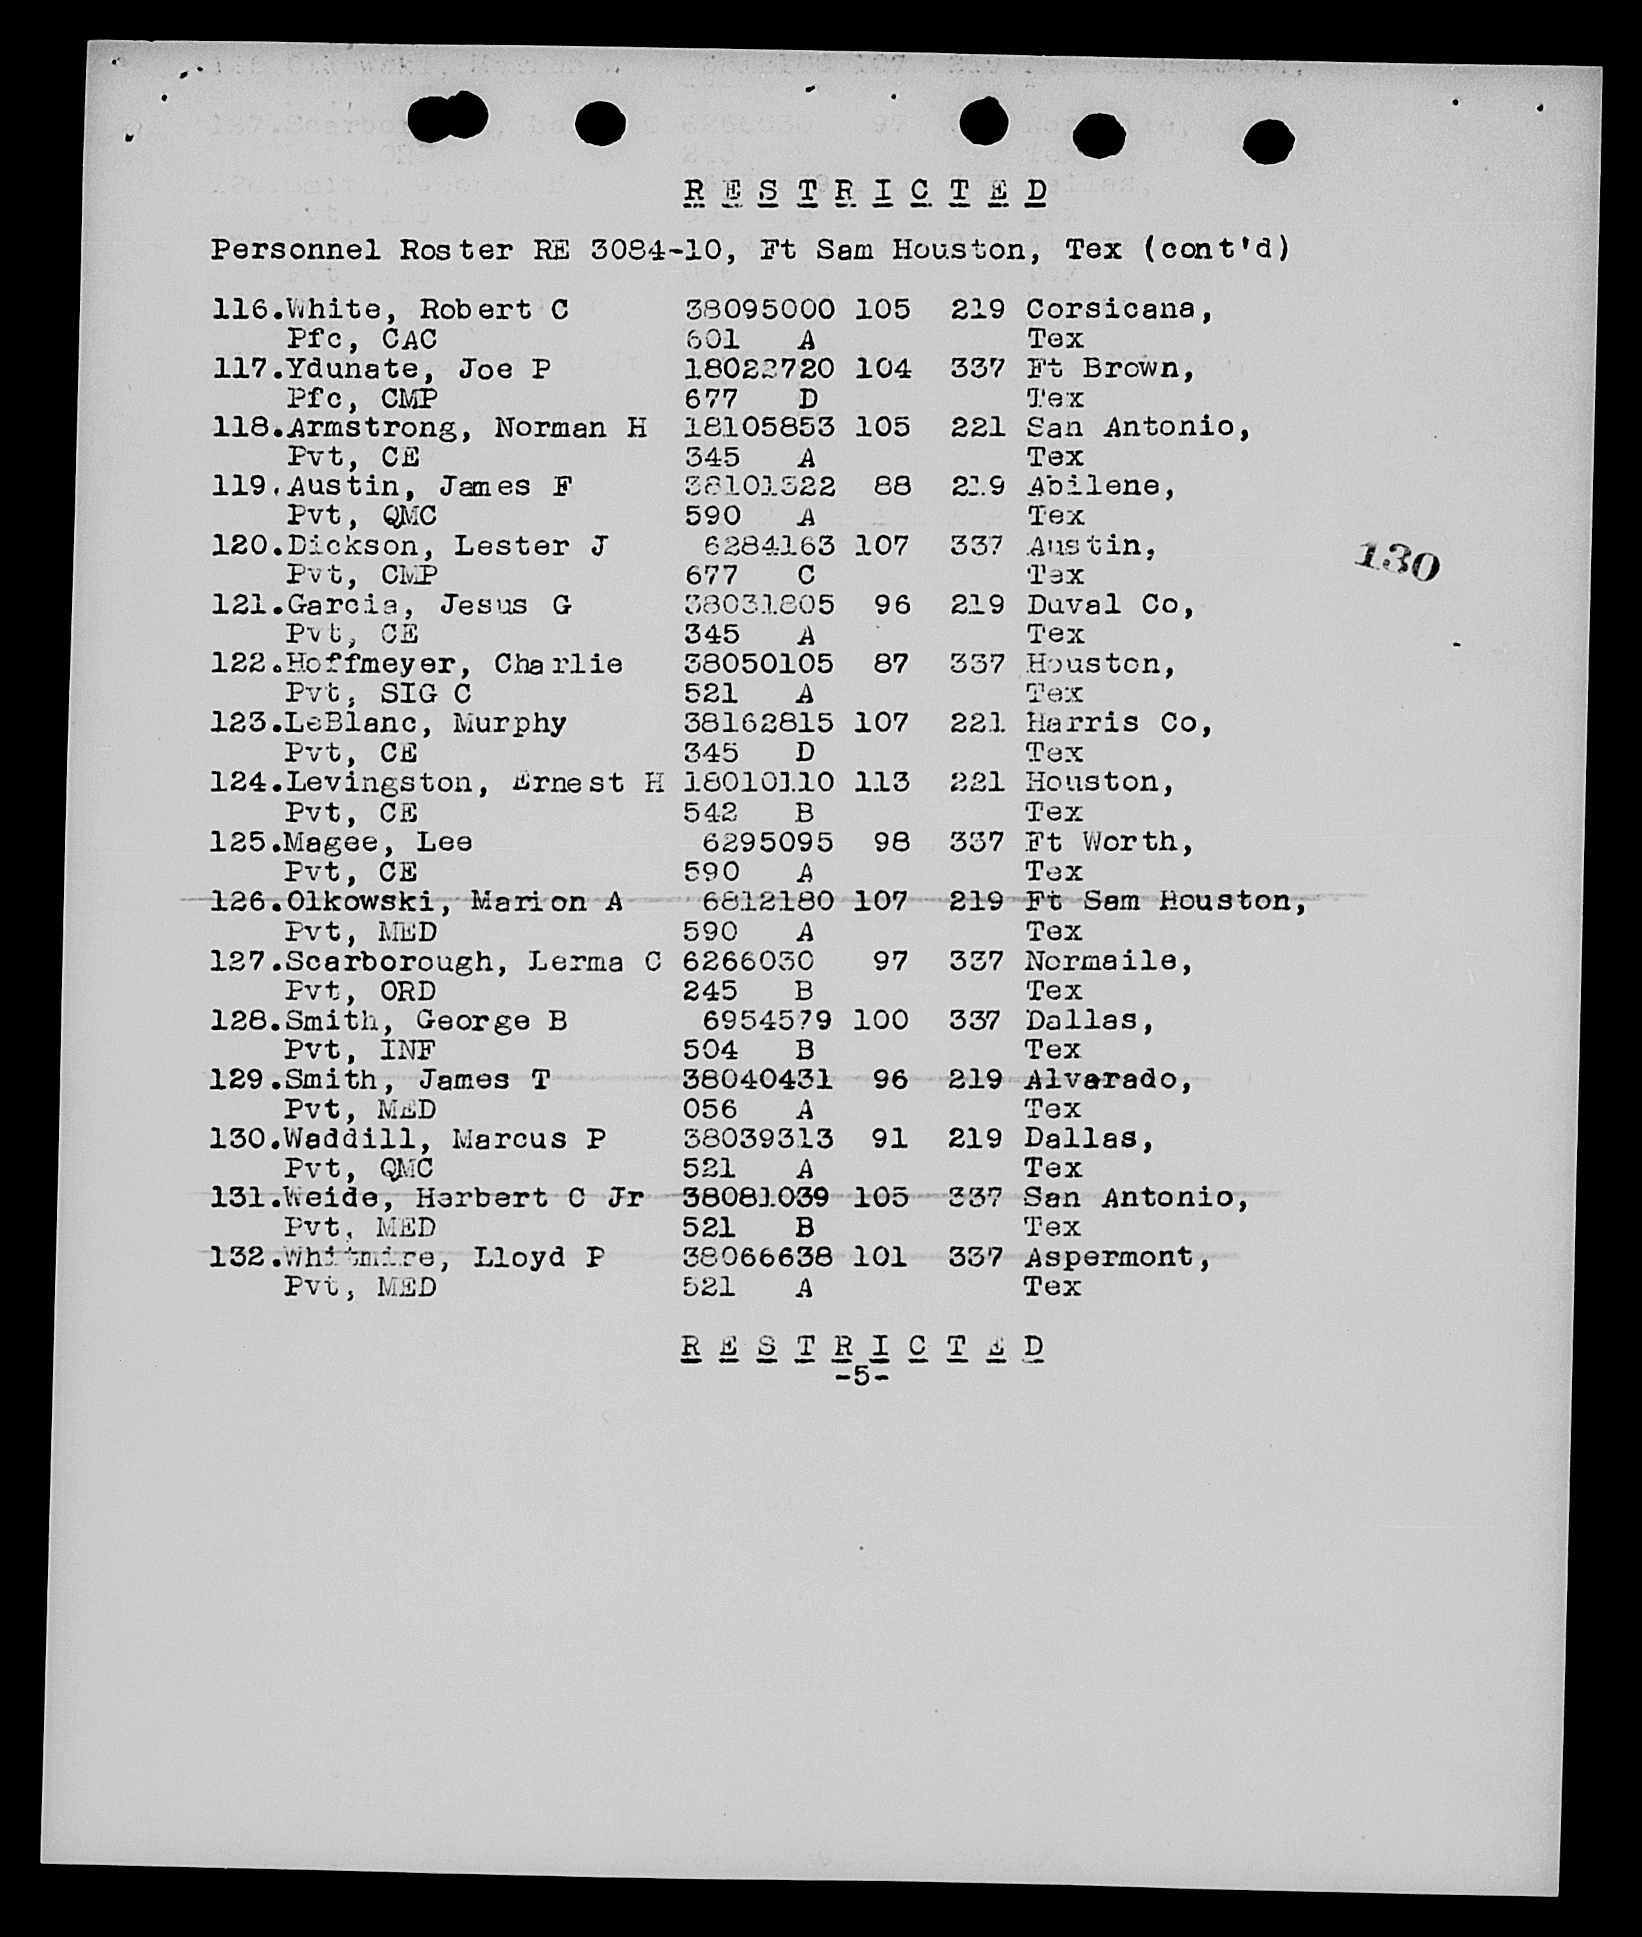 R E S T R I C T E D
Personnel Roster RE 3084-10, Ft Sam Houston, Tex (cont'd)
116.White, Robert C 38095000 105 219 Corsicana,
Pfc, CAC 601 A Tex
117.Ydunate, Joe P 18022720 104 337 Ft Brown,
Pfc, CMP 677 D Tex
118.Armstrong, Norman H 18105853 105 221 San Antonio,
Pvt, CE 345 A Tex
119.Austin, James F 38101322 88 219 Abilene,
Pvt, QMC 590 A Tex
120.Dickson, Lester J 6284163 107 337 Austin,
130
Pvt, CMP 677 C Tex
121.Garcia, Jesus G 38031805 96 219 Duval Co,
Pvt, CE 345 A Tex
122.Hoffmeyer, Charlie 38050105 87 337 Houston,
Pvt, SIG C 521 A Tex
123.LeBlanc, Murphy 38162815 107 221 Harris Co,
Pvt, CE 345 D Tex
124.Levingston, Ernest H 18010110 113 221 Houston,
Pvt, CE 542 B Tex
125.Magee, Lee 6295095 98 337 Ft Worth,
Pvt, CE 590 A Tex
126.Olkowski, Marion A 6812180 107 219 Ft Sam Houston,
Pvt, MED 590 A Tex
127.Scarborough, Lerma C 6266030 97 337 Normaile,
Pvt, ORD 245 B Tex
128.Smith, George B 6954579 100 337 Dallas,
Pvt, INF 504 B Tex
129.Smith, James T 38040431 96 219 Alvarado,
Pvt, MED 056 A Tex
130.Waddill, Marcus P 38039313 91 219 Dallas,
Pvt, QMC 521 A Tex
131.Weide, Herbert C Jr 38081039 105 337 San Antonio,
Pvt, MED 521 B Tex
132.Whitmire, Lloyd P 38066638 101 337 Aspermont,
Pvt, MED 521 A Tex
R E S T R I C T E D
-5-